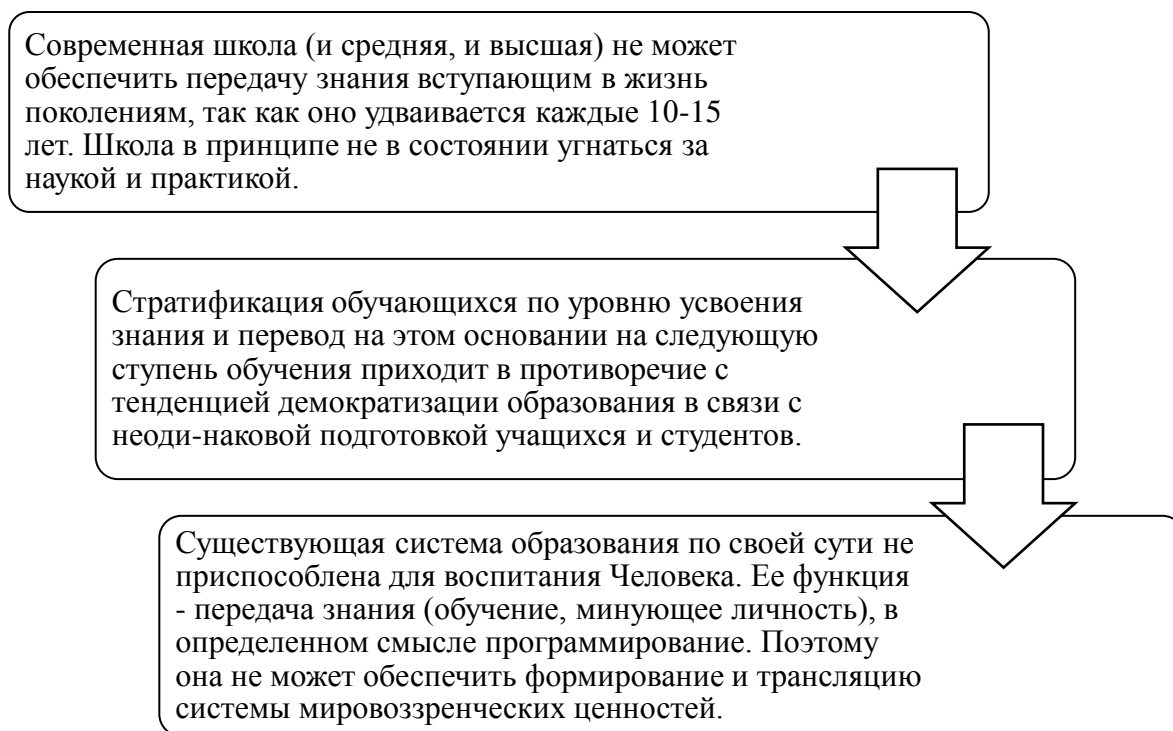 Современная школа (и средняя, и высшая) не может
обеспечить передачу знания вступающим в жизнь
поколениям, так как оно удваивается каждые 10-15
лет. Школа в принципе не в состоянии угнаться за
наукой и практикой.
Стратификация обучающихся по уровню усвоения
знания и перевод на этом основании на следующую
ступень обучения приходит в противоречие с
тенденцией демократизации образования в связи с
неоди-наковой подготовкой учащихся и студентов.
Существующая система образования по своей сути не
приспособлена для воспитания Человека. Ее функция
- передача знания (обучение, минующее личность), в
определенном смысле программирование. Поэтому
она не может обеспечить формирование и трансляцию
системы мировоззренческих ценностей.